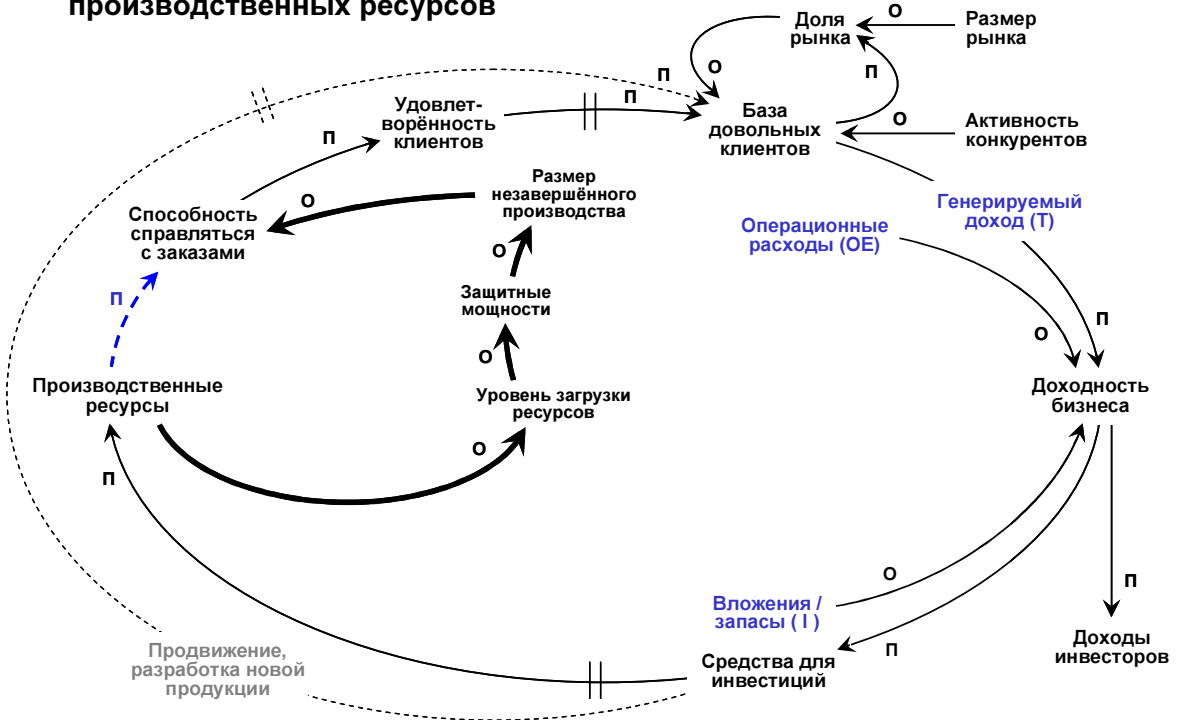 производственных ресурсов
Доля
рынка
О
Размер
рынка
П
О
П
П
Удовлет-
ворённость
клиентов
П
База
довольных
клиентов
О
Активность
конкурентов
Размер
незавершённого
производства
О
Способность
справляться
с заказами
Генерируемый
доход (T)
Операционные
расходы (OE)
О
П
Защитные
мощности
П
О
О
Производственные
ресурсы
Уровень загрузки
ресурсов
Доходность
бизнеса
О
П
О
П
Вложения /
запасы ( I )
П
Продвижение,
разработка новой
продукции
Средства для
инвестиций
Доходы
инвесторов